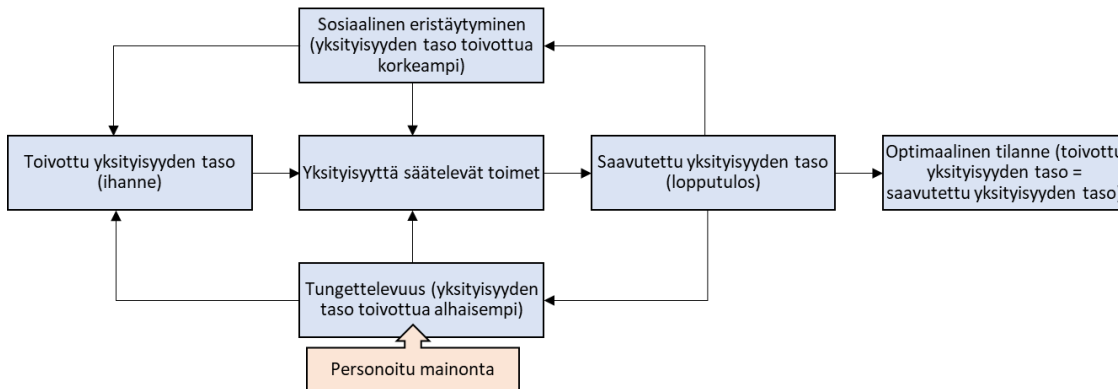 Sosiaalinen eristäytyminen
(yksityisyyden taso toivottua
korkeampi)
Toivottu yksityisyyden taso
(ihanne)
Yksityisyyttä säätelevät toimet
Saavutettu yksityisyyden taso
(lopputulos)
Optimaalinen tilanne (toivottu
yksityisyyden taso =
saavutettu yksityisyyden taso)
Tungettelevuus (yksityisyyden
taso toivottua alhaisempi)
Personoitu mainonta